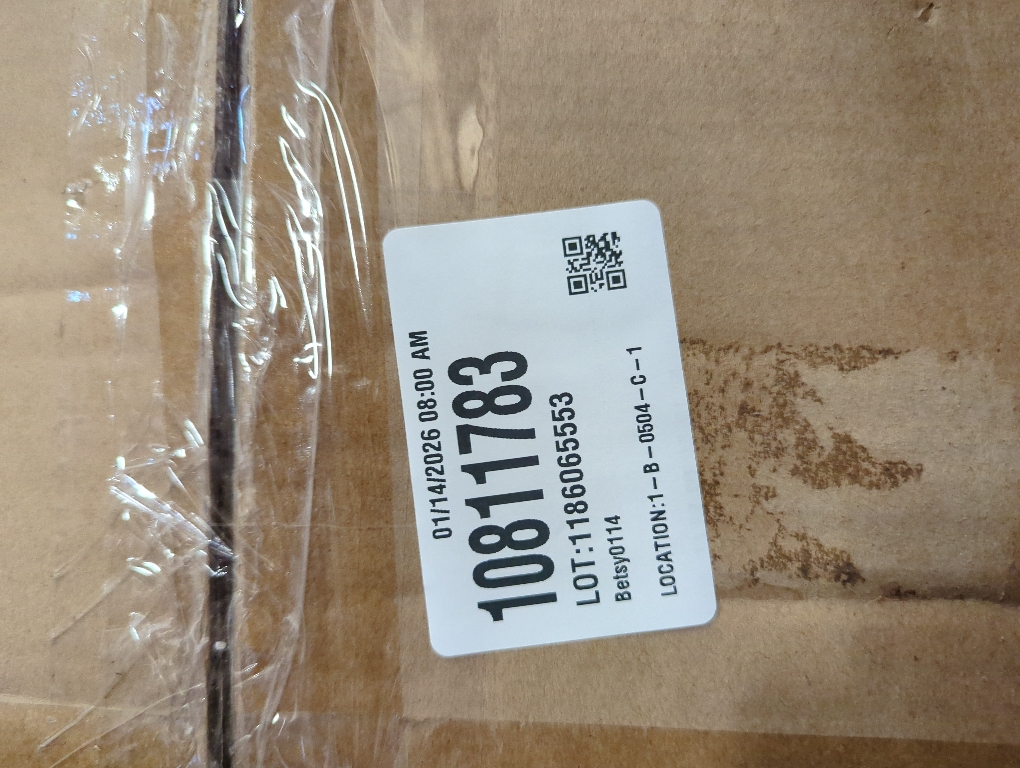 01/14/2026 08:00 AM
10811783
LOT:1186065553
Betsy0114
LOCATION:1-B-0504-C-1